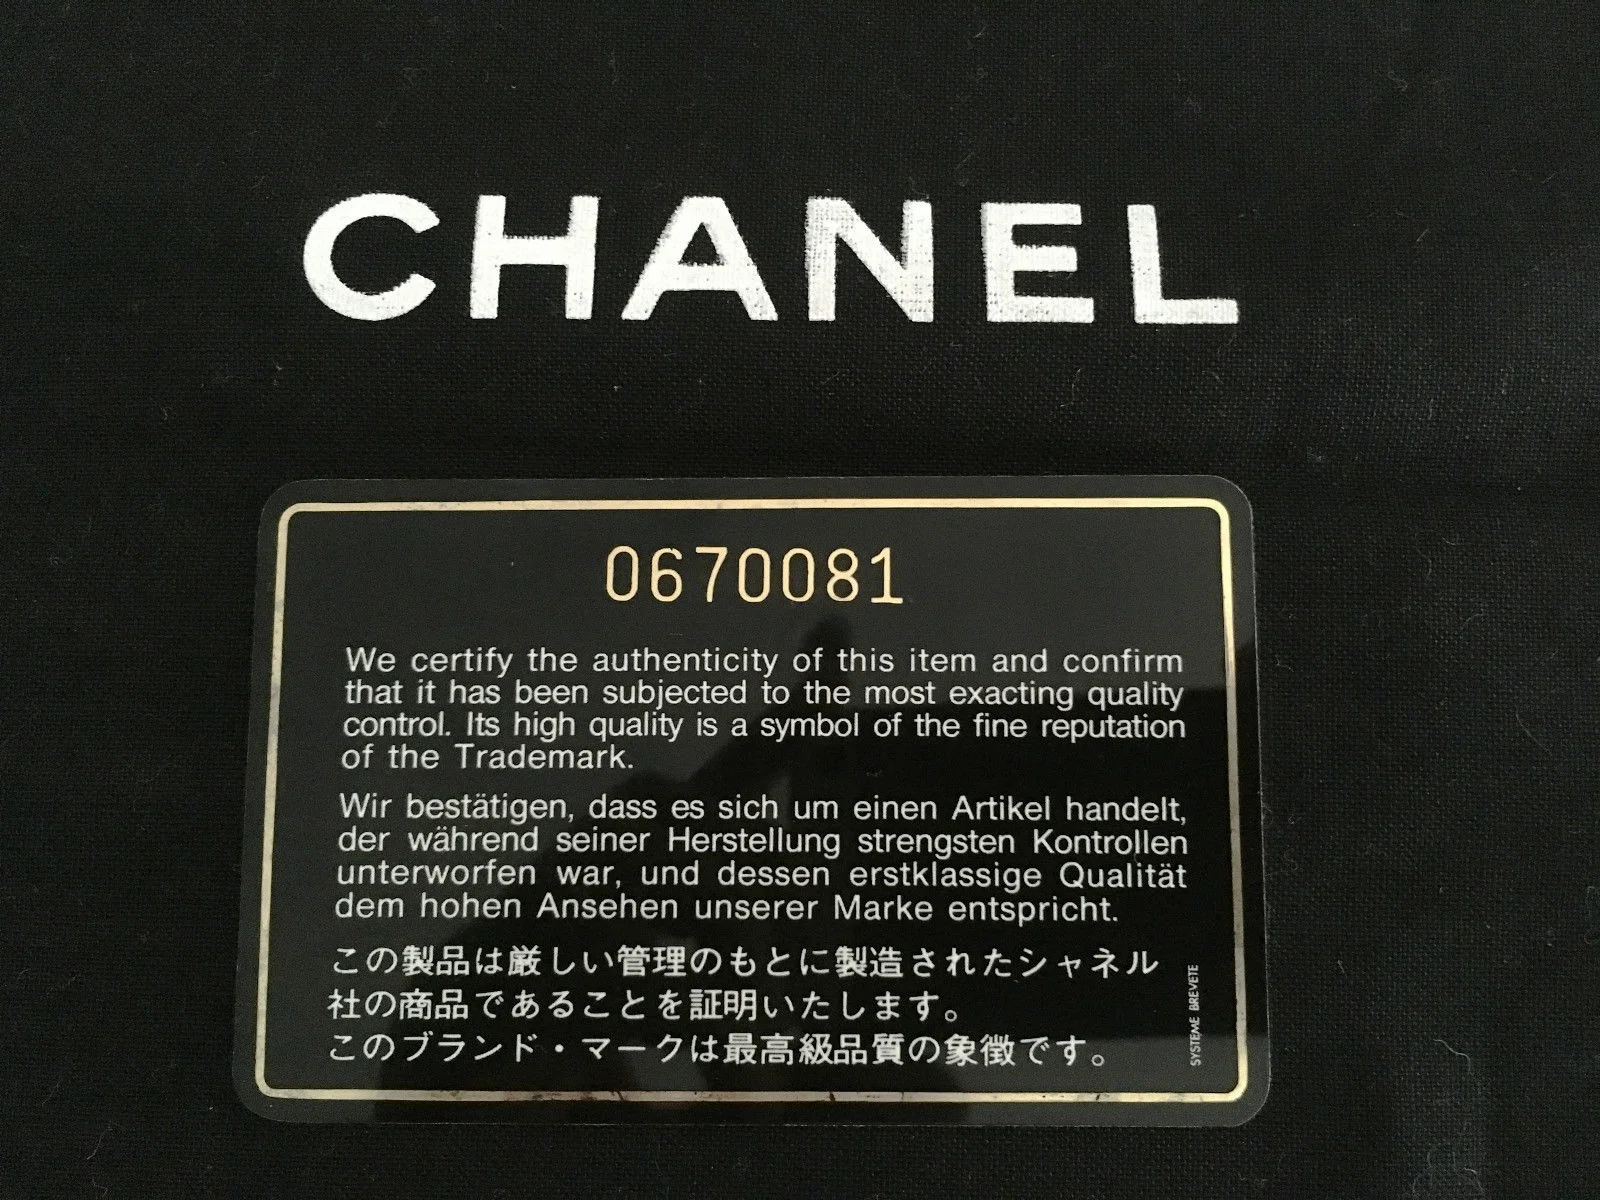 CHANEL
0670081
We certify the authenticity of this item and confirm
that it has been subjected to the most exacting quality
control. Its high quality is a symbol of the fine reputation
of the Trademark.
Wir bestätigen, dass es sich um einen Artikel handelt,
der während seiner Herstellung strengsten Kontrollen
unterworfen war, und dessen erstklassige Qualität
dem hohen Ansehen unserer Marke entspricht.
この製品は厳しい管理のもとに製造されたシャネル
社の商品であることを証明いたします。
このブランド・マークは最高級品質の象徴です。
SYSTEME BREVETE